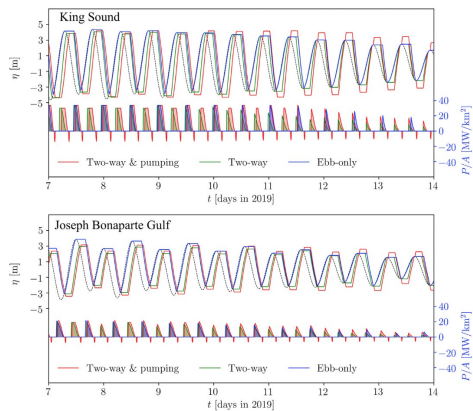 King Sound
η [m]
5
3
1
−1
−3
−5
40
20
0
−20
−40
P/A [MW/km²]
Two-way & pumping
Two-way
Ebb-only
7
8
9
10
11
12
13
14
t [days in 2019]
Joseph Bonaparte Gulf
η [m]
5
3
1
−1
−3
−5
40
20
0
−20
−40
P/A [MW/km²]
Two-way & pumping
Two-way
Ebb-only
7
8
9
10
11
12
13
14
t [days in 2019]